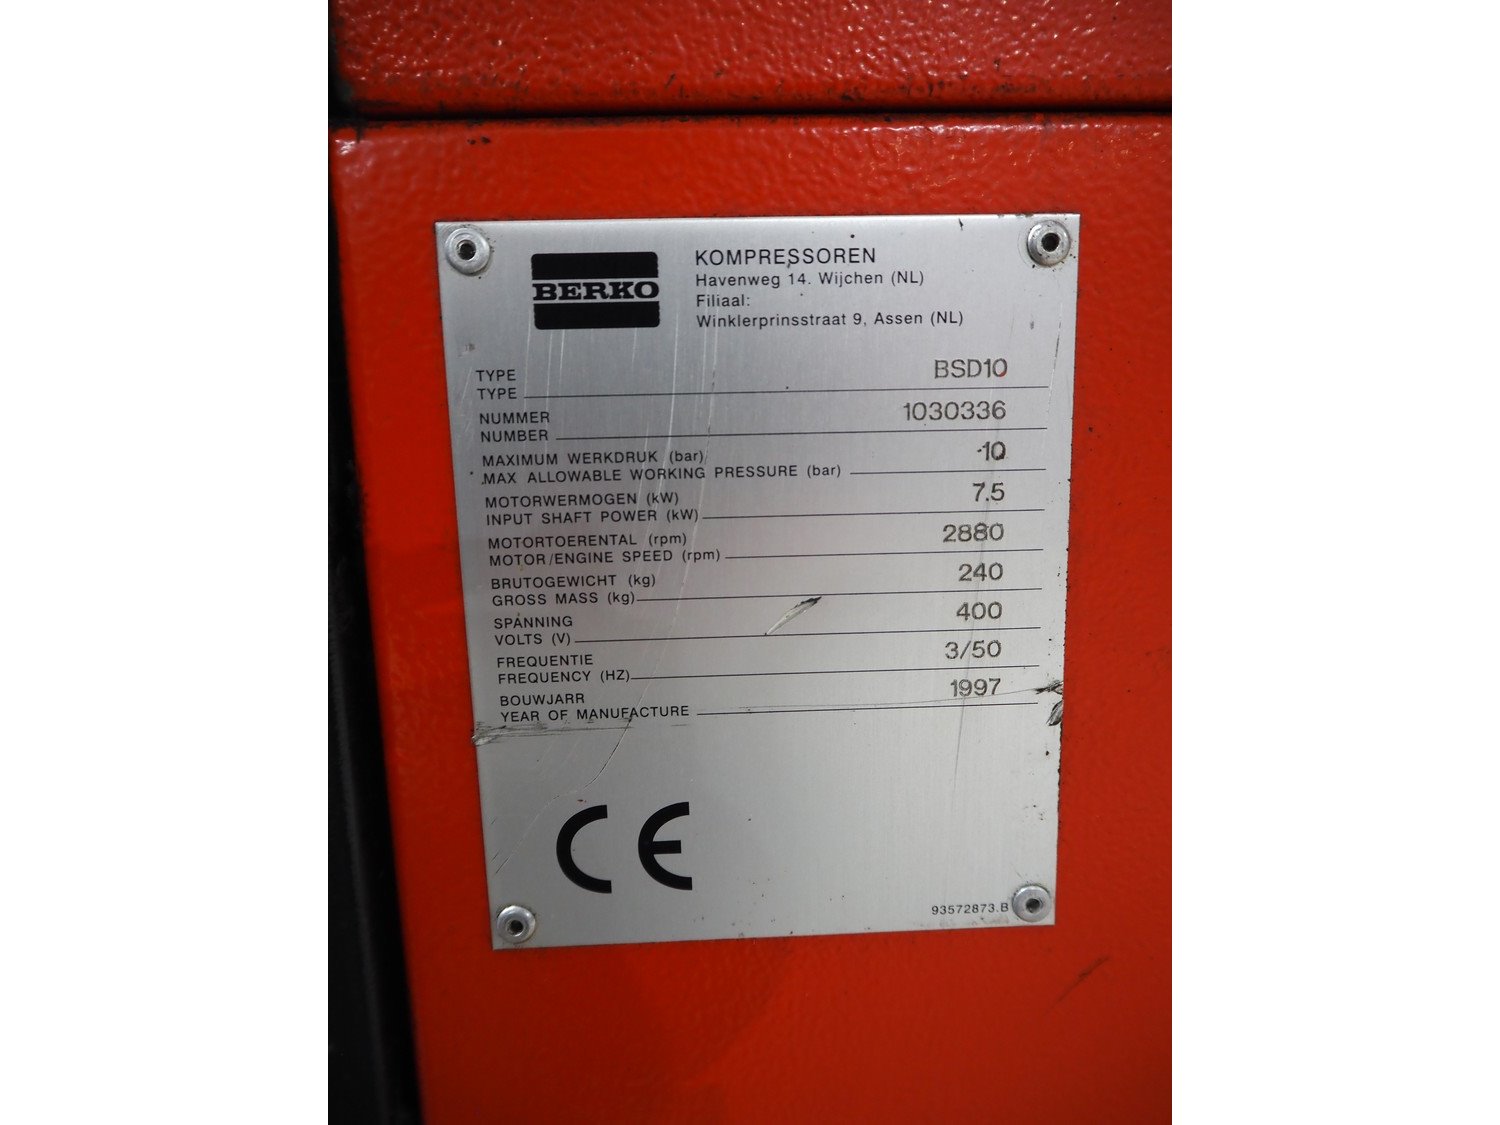 BERKO
KOMPRESSOREN
Havenweg 14. Wijchen (NL)
Filiaal:
Winklerprinsstraat 9, Assen (NL)
TYPE
TYPE BSD10
NUMMER
NUMBER 1030336
MAXIMUM WERKDRUK (bar)
MAX ALLOWABLE WORKING PRESSURE (bar) 10
MOTORWERMOGEN (kW)
INPUT SHAFT POWER (kW) 7.5
MOTORTOERENTAL (rpm)
MOTOR/ENGINE SPEED (rpm) 2880
BRUTOGEWICHT (kg)
GROSS MASS (kg) 240
SPANNING
VOLTS (V) 400
FREQUENTIE
FREQUENCY (HZ) 3/50
BOUWJARR
YEAR OF MANUFACTURE 1997
CE
93572873.B